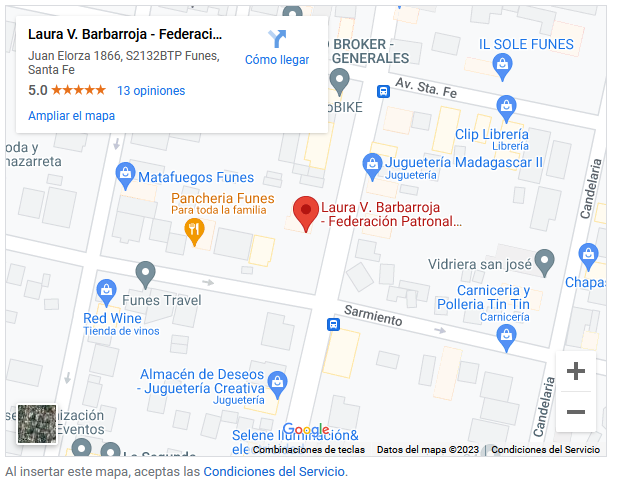 Laura V. Barbarroja - Federaci...
Juan Elorza 1866, S2132BTP Funes,
Santa Fe
5.0
13 opiniones
Ampliar el mapa
Cómo llegar
BROKER -
GENERALES
IL SOLE FUNES
Av. Sta. Fe
oBIKE
Clip Librería
Librería
oda y
nazarreta
Matafuegos Funes
Juguetería Madagascar II
Juguetería
Candelaria
Pancheria Funes
Para toda la familia
Laura V. Barbarroja
- Federación Patronal...
Vidriera san josé
Chapas
Funes Travel
Carniceria y
Polleria Tin Tin
Carnicería
Red Wine
Tienda de vinos
Sarmiento
Almacén de Deseos
- Juguetería Creativa
Juguetería
Candelaria
nización
Eventos
Selene Iluminación&
Google
La Segunda
Combinaciones de teclas
Datos del mapa ©2023
Condiciones del Servicio
Al insertar este mapa, aceptas las Condiciones del Servicio.